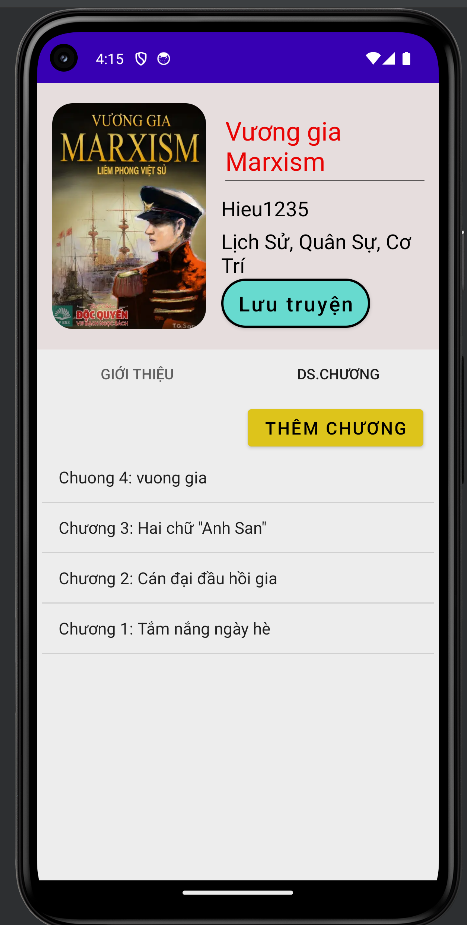 4:15
VƯƠNG GIA
MARXISM
LIÊM PHONG VIỆT SỬ
ĐỘC QUYỀN
Vương gia
Marxism
Hieu1235
Lịch Sử, Quân Sự, Cơ
Trí
Lưu truyện
GIỚI THIỆU
DS.CHƯƠNG
THÊM CHƯƠNG
Chuong 4: vuong gia
Chương 3: Hai chữ "Anh San"
Chương 2: Cán đại đầu hồi gia
Chương 1: Tắm nắng ngày hè